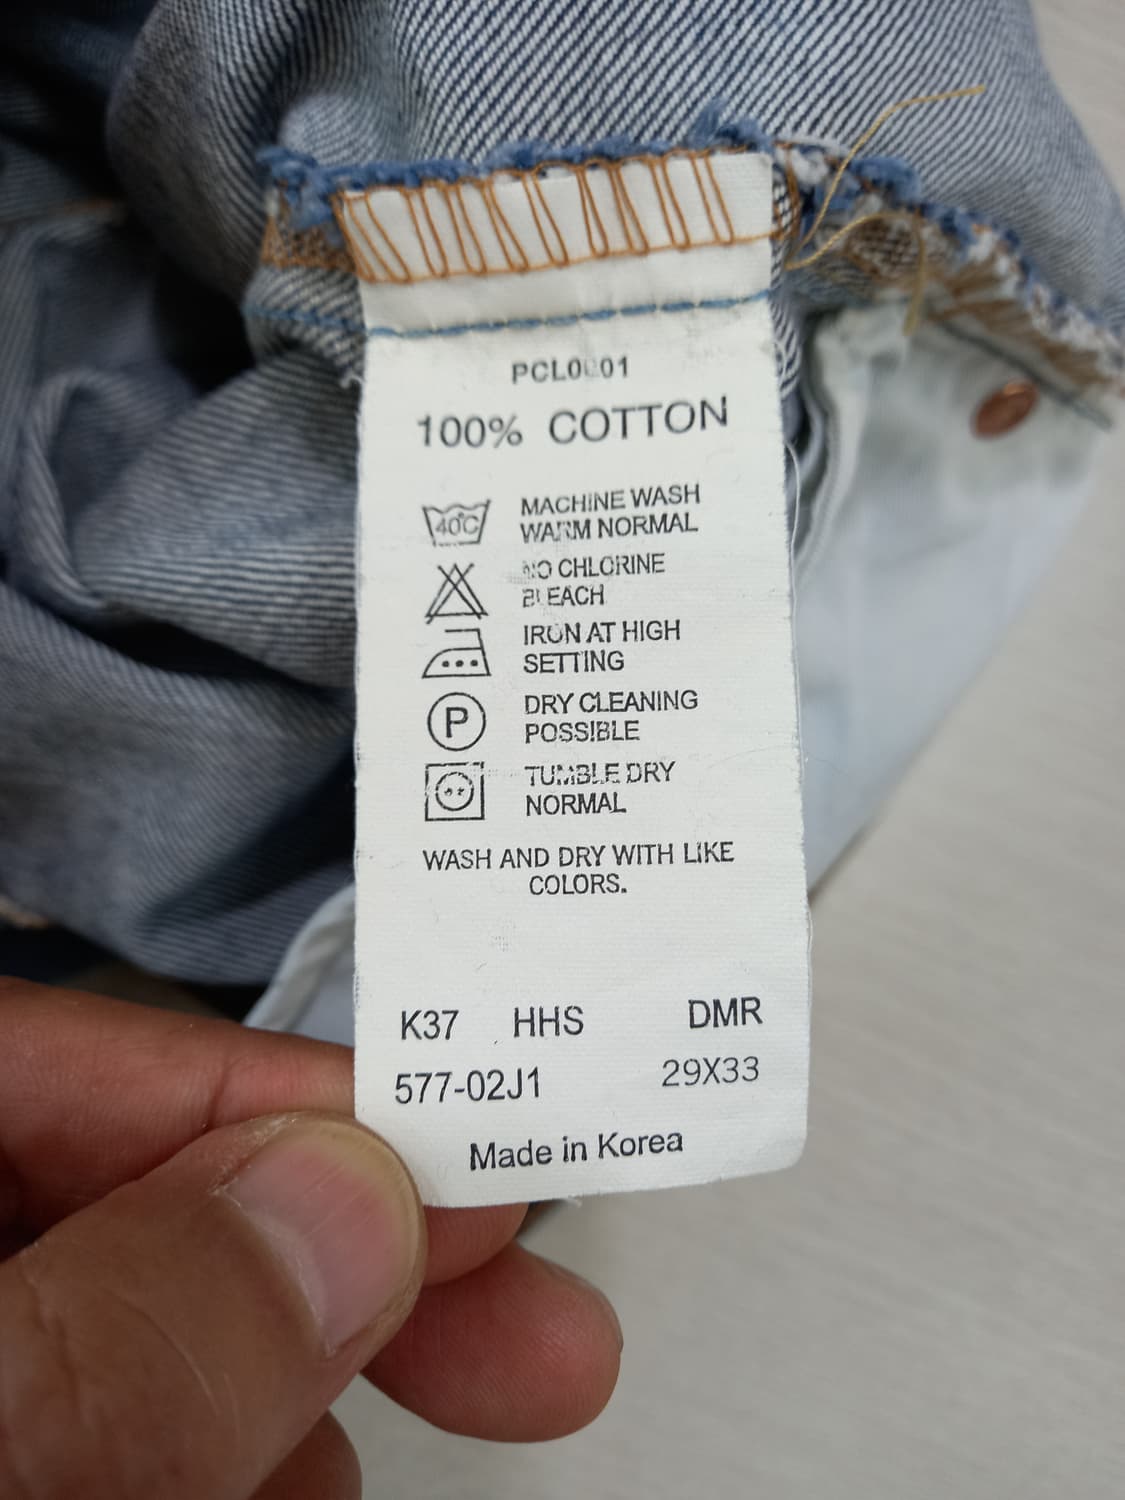 PCL0001
100% COTTON
40°C
MACHINE WASH
WARM NORMAL
NO CHLORINE
BLEACH
IRON AT HIGH
SETTING
P
DRY CLEANING
POSSIBLE
TUMBLE DRY
NORMAL
WASH AND DRY WITH LIKE
COLORS.
K37 HHS DMR
577-02J1 29X33
Made in Korea